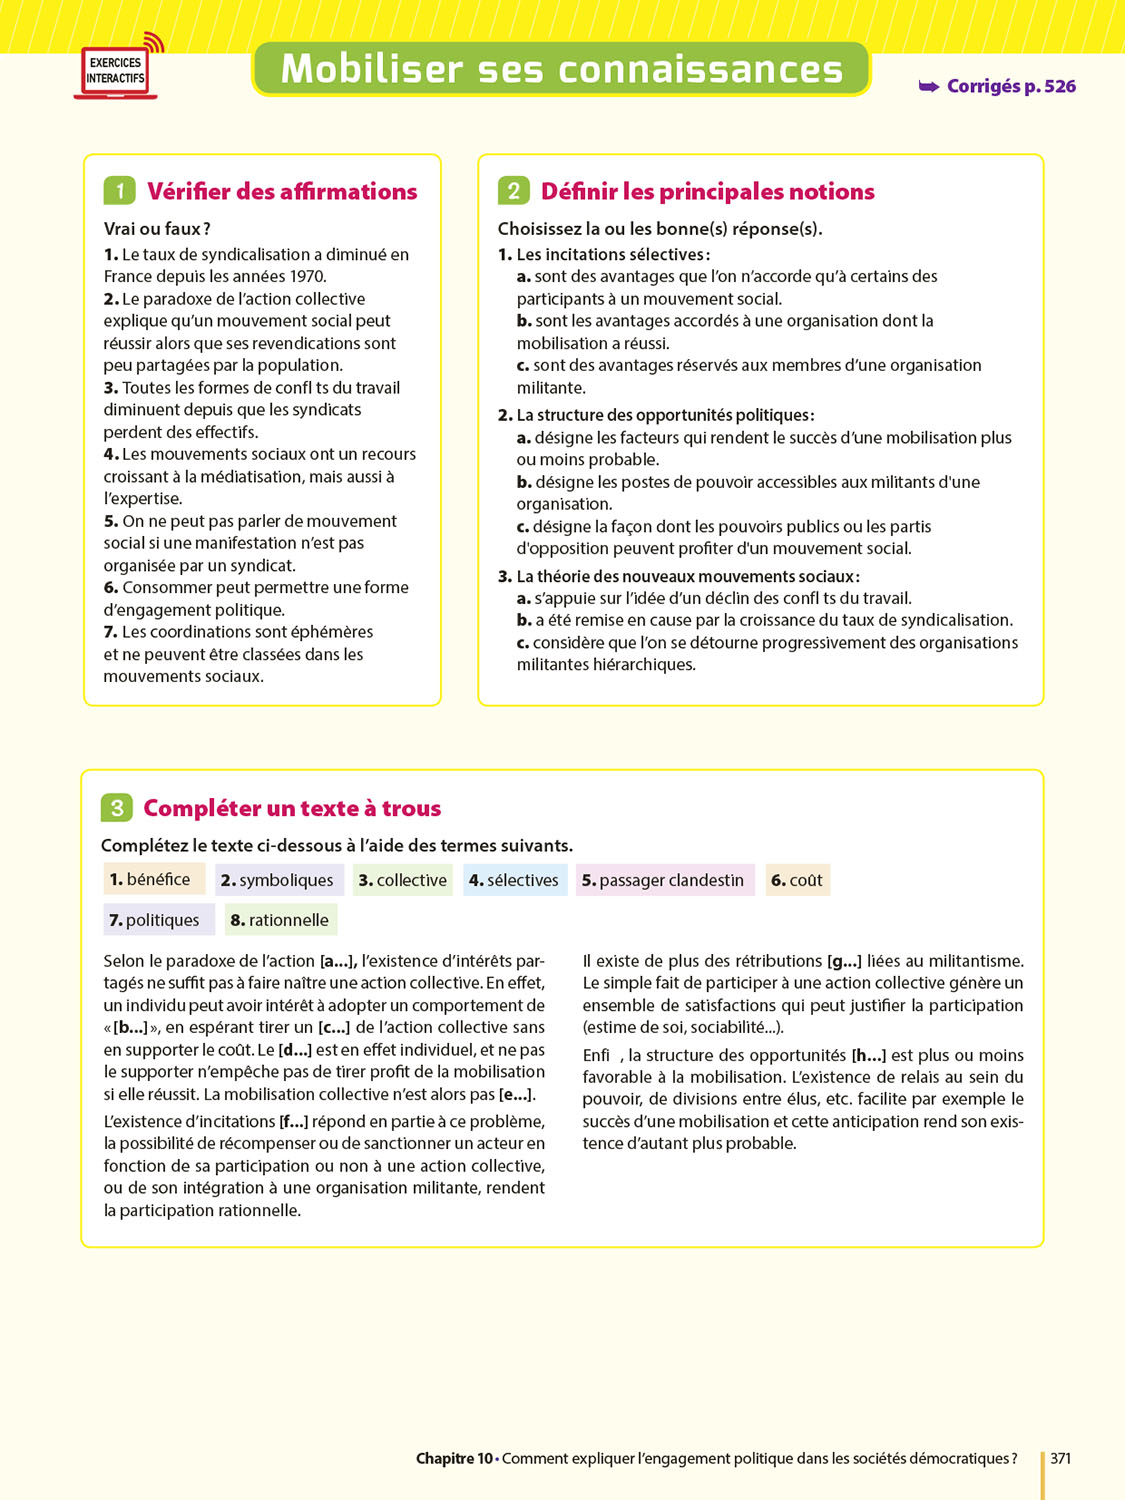 EXERCICES
INTERACTIFS
Mobiliser ses connaissances
➥ Corrigés p. 526
1 Vérifier des affirmations
Vrai ou faux ?
1. Le taux de syndicalisation a diminué en
France depuis les années 1970.
2. Le paradoxe de l’action collective
explique qu’un mouvement social peut
réussir alors que ses revendications sont
peu partagées par la population.
3. Toutes les formes de confl ts du travail
diminuent depuis que les syndicats
perdent des effectifs.
4. Les mouvements sociaux ont un recours
croissant à la médiatisation, mais aussi à
l’expertise.
5. On ne peut pas parler de mouvement
social si une manifestation n’est pas
organisée par un syndicat.
6. Consommer peut permettre une forme
d’engagement politique.
7. Les coordinations sont éphémères
et ne peuvent être classées dans les
mouvements sociaux.
2 Définir les principales notions
Choisissez la ou les bonne(s) réponse(s).
1. Les incitations sélectives :
a. sont des avantages que l’on n’accorde qu’à certains des
participants à un mouvement social.
b. sont les avantages accordés à une organisation dont la
mobilisation a réussi.
c. sont des avantages réservés aux membres d’une organisation
militante.
2. La structure des opportunités politiques :
a. désigne les facteurs qui rendent le succès d’une mobilisation plus
ou moins probable.
b. désigne les postes de pouvoir accessibles aux militants d'une
organisation.
c. désigne la façon dont les pouvoirs publics ou les partis
d'opposition peuvent profiter d'un mouvement social.
3. La théorie des nouveaux mouvements sociaux :
a. s’appuie sur l’idée d’un déclin des confl ts du travail.
b. a été remise en cause par la croissance du taux de syndicalisation.
c. considère que l’on se détourne progressivement des organisations
militantes hiérarchiques.
3 Compléter un texte à trous
Complétez le texte ci-dessous à l’aide des termes suivants.
1. bénéfice 2. symboliques 3. collective 4. sélectives 5. passager clandestin 6. coût
7. politiques 8. rationnelle
Selon le paradoxe de l’action [a...], l’existence d’intérêts par-
tagés ne suffit pas à faire naître une action collective. En effet,
un individu peut avoir intérêt à adopter un comportement de
« [b...] », en espérant tirer un [c...] de l’action collective sans
en supporter le coût. Le [d...] est en effet individuel, et ne pas
le supporter n’empêche pas de tirer profit de la mobilisation
si elle réussit. La mobilisation collective n’est alors pas [e...].
L’existence d’incitations [f...] répond en partie à ce problème,
la possibilité de récompenser ou de sanctionner un acteur en
fonction de sa participation ou non à une action collective,
ou de son intégration à une organisation militante, rendent
la participation rationnelle.
Il existe de plus des rétributions [g...] liées au militantisme.
Le simple fait de participer à une action collective génère un
ensemble de satisfactions qui peut justifier la participation
(estime de soi, sociabilité...).
Enfi , la structure des opportunités [h...] est plus ou moins
favorable à la mobilisation. L’existence de relais au sein du
pouvoir, de divisions entre élus, etc. facilite par exemple le
succès d’une mobilisation et cette anticipation rend son exis-
tence d’autant plus probable.
Chapitre 10 • Comment expliquer l’engagement politique dans les sociétés démocratiques ? 371